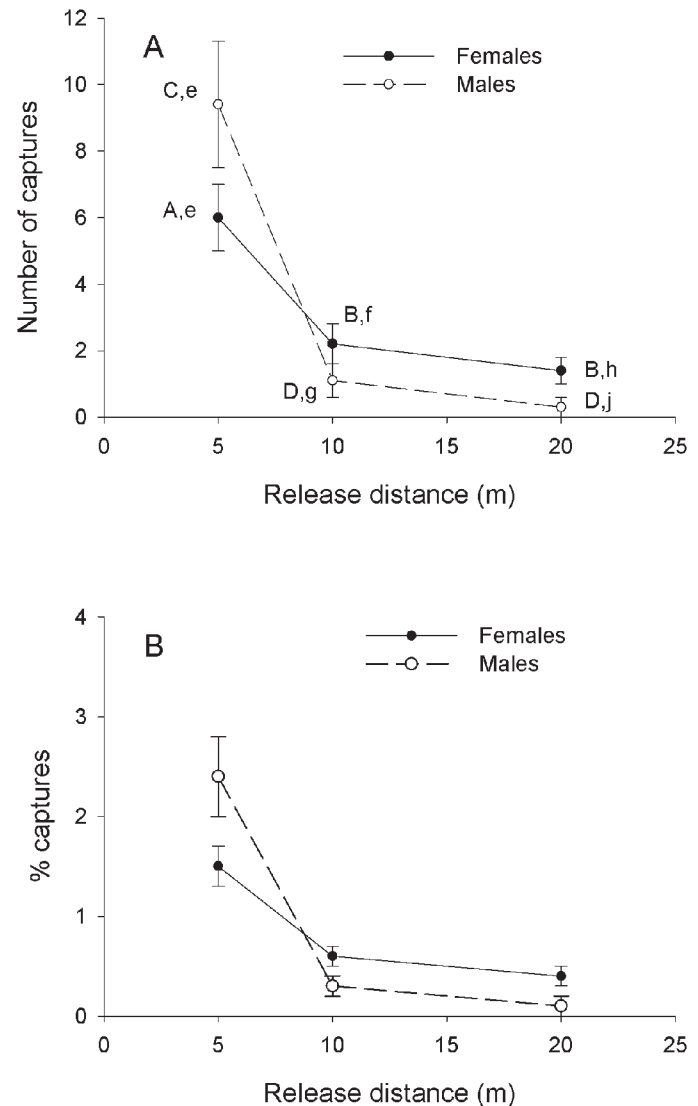 A
Females
Males
12
10
8
6
4
2
0
Number of captures
C,e
A,e
B,f
D,g
B,h
D,j
0 5 10 15 20 25
Release distance (m)
B
Females
Males
4
3
2
1
0
% captures
0 5 10 15 20 25
Release distance (m)